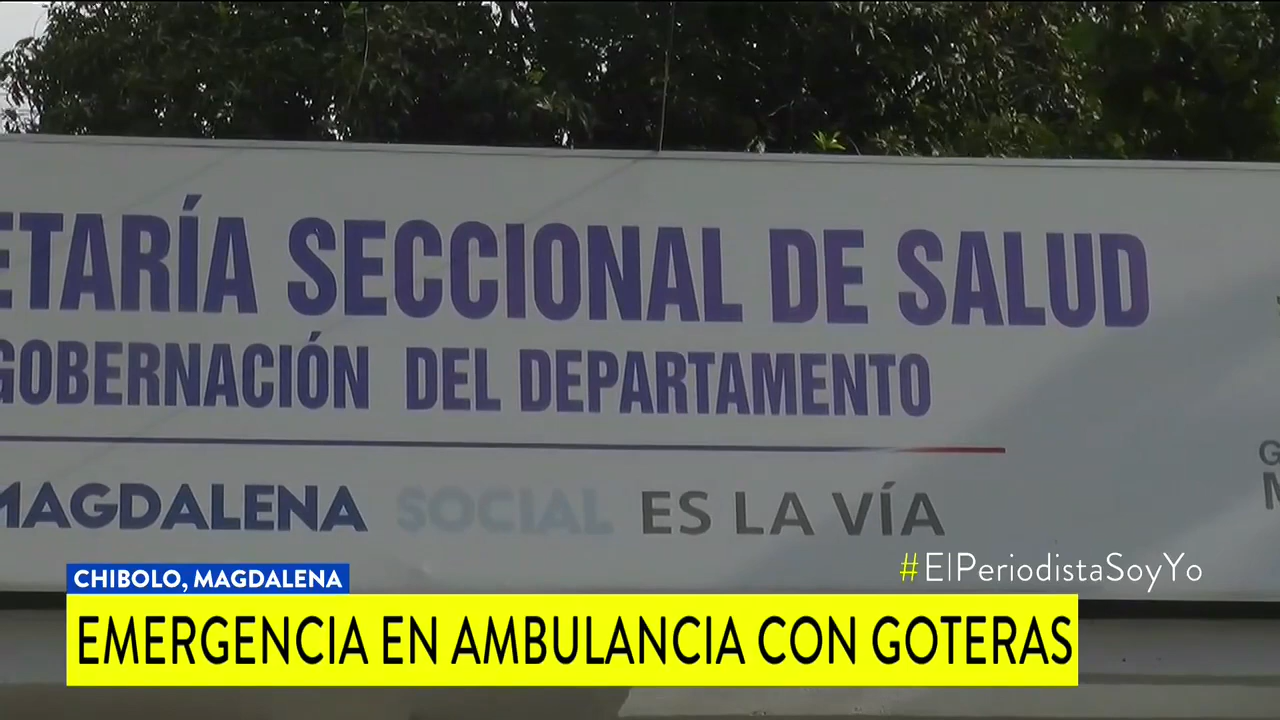 ETARÍA SECCIONAL DE SALUD
GOBERNACIÓN DEL DEPARTAMENTO
MAGDALENA SOCIAL ES LA VÍA
#ElPeriodistaSoyYo
CHIBOLO, MAGDALENA
EMERGENCIA EN AMBULANCIA CON GOTERAS